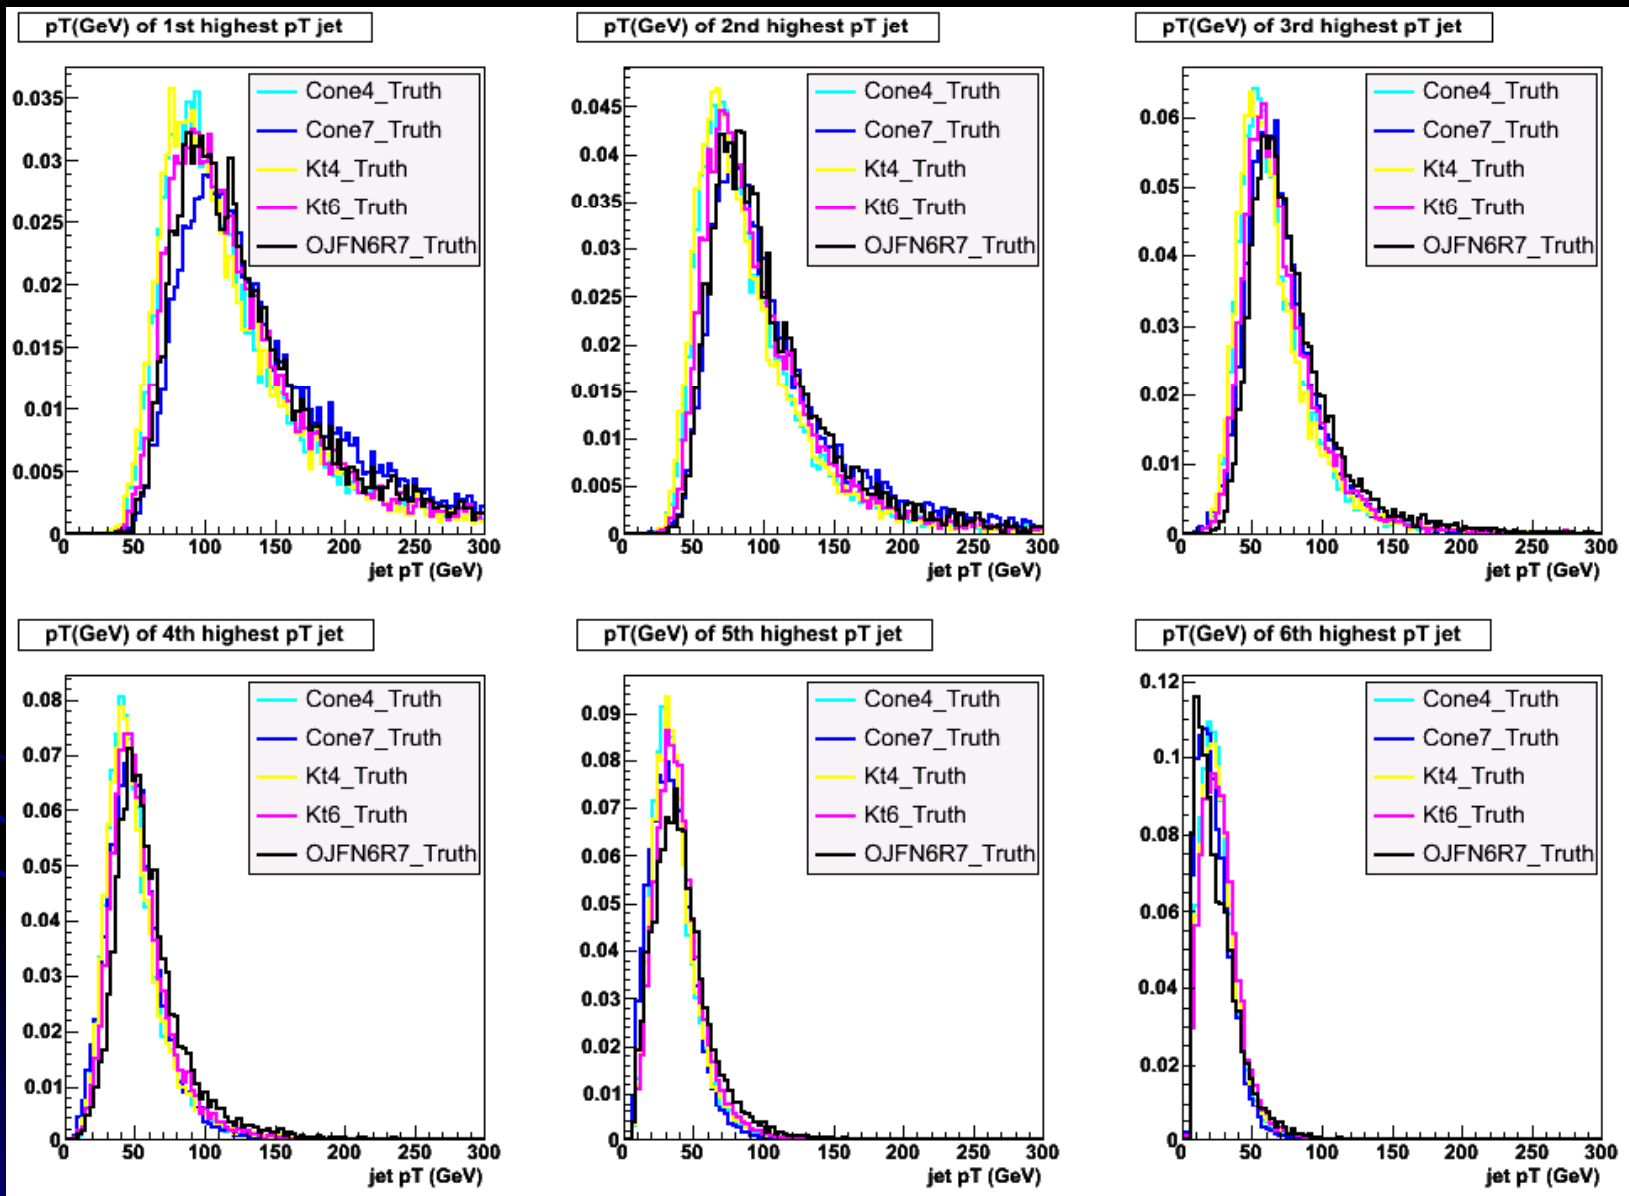 pT(GeV) of 1st highest pT jet
0.035
0.03
0.025
0.02
0.015
0.01
0.005
0
Cone4_Truth
Cone7_Truth
Kt4_Truth
Kt6_Truth
OJFN6R7_Truth
0 50 100 150 200 250 300
jet pT (GeV)
pT(GeV) of 2nd highest pT jet
0.045
0.04
0.035
0.03
0.025
0.02
0.015
0.01
0.005
0
Cone4_Truth
Cone7_Truth
Kt4_Truth
Kt6_Truth
OJFN6R7_Truth
0 50 100 150 200 250 300
jet pT (GeV)
pT(GeV) of 3rd highest pT jet
0.06
0.05
0.04
0.03
0.02
0.01
0
Cone4_Truth
Cone7_Truth
Kt4_Truth
Kt6_Truth
OJFN6R7_Truth
0 50 100 150 200 250 300
jet pT (GeV)
pT(GeV) of 4th highest pT jet
0.08
0.07
0.06
0.05
0.04
0.03
0.02
0.01
0
Cone4_Truth
Cone7_Truth
Kt4_Truth
Kt6_Truth
OJFN6R7_Truth
0 50 100 150 200 250 300
jet pT (GeV)
pT(GeV) of 5th highest pT jet
0.09
0.08
0.07
0.06
0.05
0.04
0.03
0.02
0.01
0
Cone4_Truth
Cone7_Truth
Kt4_Truth
Kt6_Truth
OJFN6R7_Truth
0 50 100 150 200 250 300
jet pT (GeV)
pT(GeV) of 6th highest pT jet
0.12
0.1
0.08
0.06
0.04
0.02
0
Cone4_Truth
Cone7_Truth
Kt4_Truth
Kt6_Truth
OJFN6R7_Truth
0 50 100 150 200 250 300
jet pT (GeV)